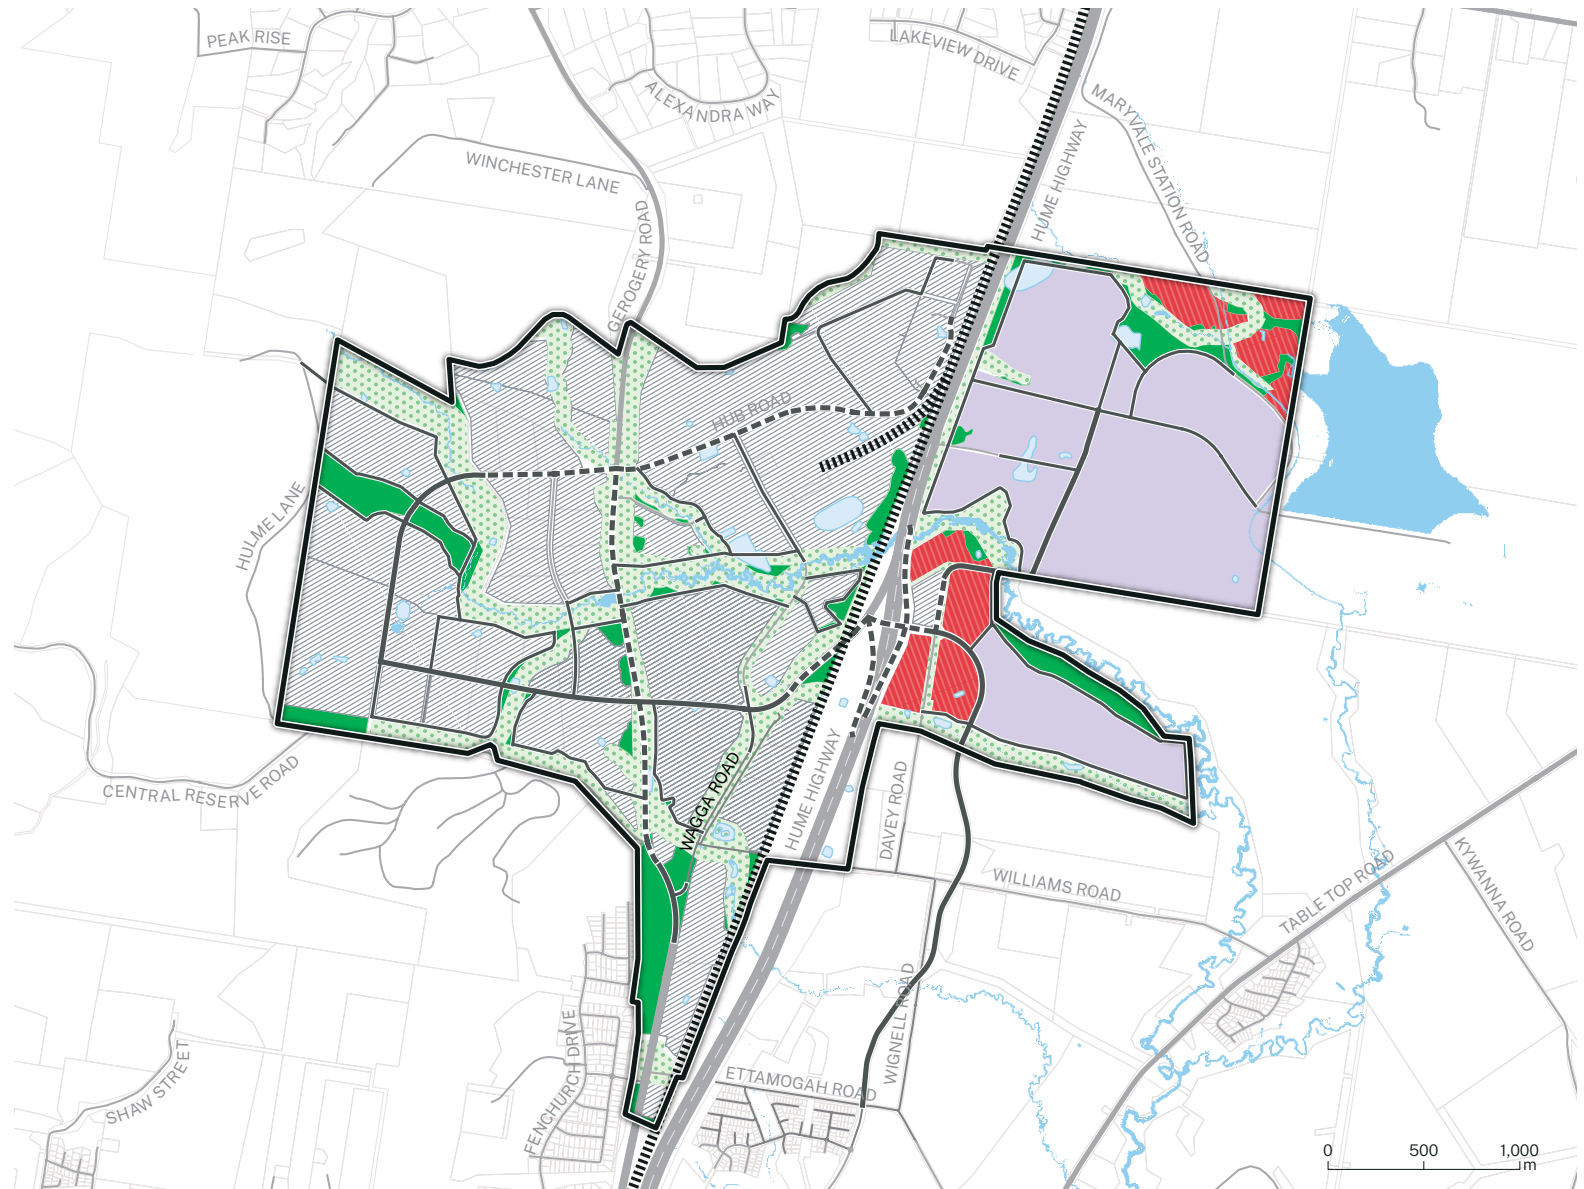 PEAK RISE
LAKEVIEW DRIVE
ALEXANDRA WAY
MARYVALE STATION ROAD
HUME HIGHWAY
WINCHESTER LANE
GEROGERY ROAD
HUB ROAD
HULME LANE
CENTRAL RESERVE ROAD
WAGGA ROAD
HUME HIGHWAY
DAVEY ROAD
WILLIAMS ROAD
TABLE TOP ROAD
KYWANNA ROAD
WIGNELL ROAD
FENCHURCH DRIVE
SHAW STREET
ETTAMOGAH ROAD
0 500 1,000
m